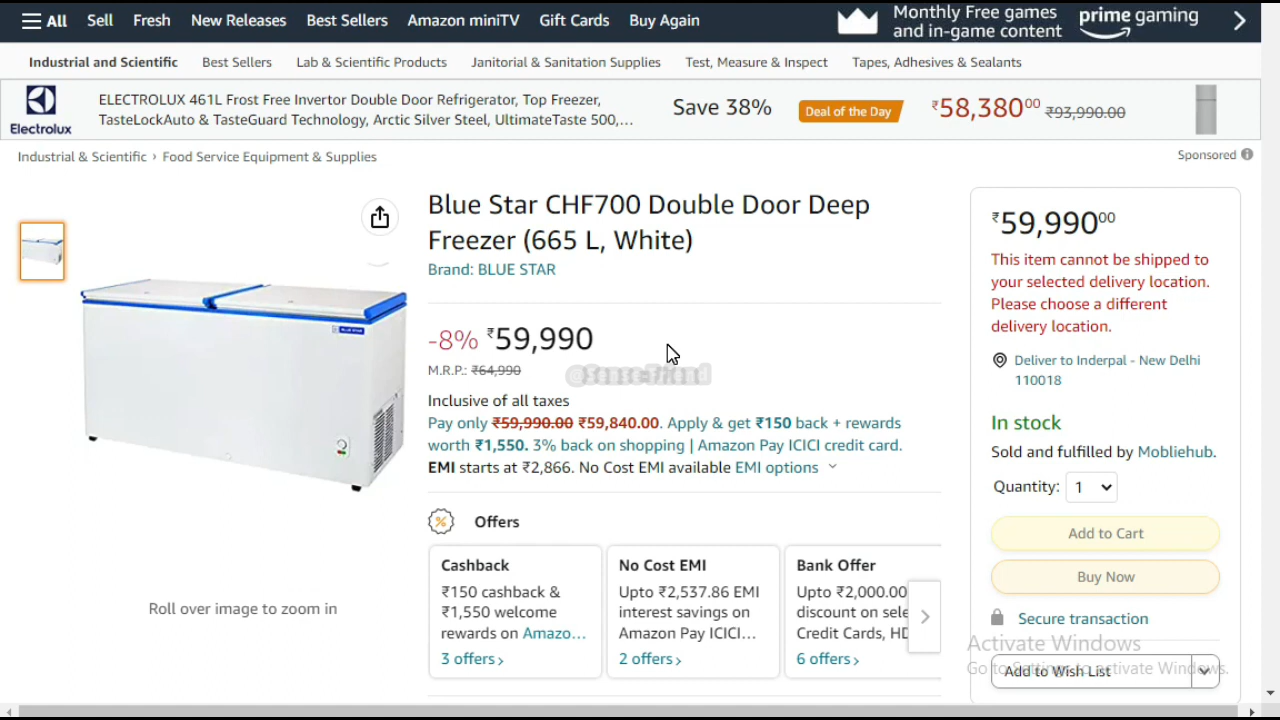 All Sell Fresh New Releases Best Sellers Amazon miniTV Gift Cards Buy Again
Monthly Free games
and in-game content
prime gaming
Industrial and Scientific Best Sellers Lab & Scientific Products Janitorial & Sanitation Supplies Test, Measure & Inspect Tapes, Adhesives & Sealants
Electrolux
ELECTROLUX 461L Frost Free Invertor Double Door Refrigerator, Top Freezer,
TasteLockAuto & TasteGuard Technology, Arctic Silver Steel, UltimateTaste 500,...
Save 38%
Deal of the Day
₹58,38000 ₹93,990.00
Industrial & Scientific › Food Service Equipment & Supplies
Sponsored
BLUE STAR
Roll over image to zoom in
Blue Star CHF700 Double Door Deep
Freezer (665 L, White)
Brand: BLUE STAR
-8% ₹59,990
M.R.P.: ₹64,990
Inclusive of all taxes
Pay only ₹59,990.00 ₹59,840.00. Apply & get ₹150 back + rewards
worth ₹1,550. 3% back on shopping | Amazon Pay ICICI credit card.
EMI starts at ₹2,866. No Cost EMI available EMI options
% Offers
Cashback
₹150 cashback &
₹1,550 welcome
rewards on Amazo...
3 offers›
No Cost EMI
Upto ₹2,537.86 EMI
interest savings on
Amazon Pay ICICI...
2 offers›
Bank Offer
Upto ₹2,000.00
discount on sele
Credit Cards, HD
6 offers›
₹59,99000
This item cannot be shipped to
your selected delivery location.
Please choose a different
delivery location.
Deliver to Inderpal - New Delhi
110018
In stock
Sold and fulfilled by Mobliehub.
Quantity: 1
Add to Cart
Buy Now
Secure transaction
Activate Windows
Go to Settings to activate Windows.
Add to Wish List